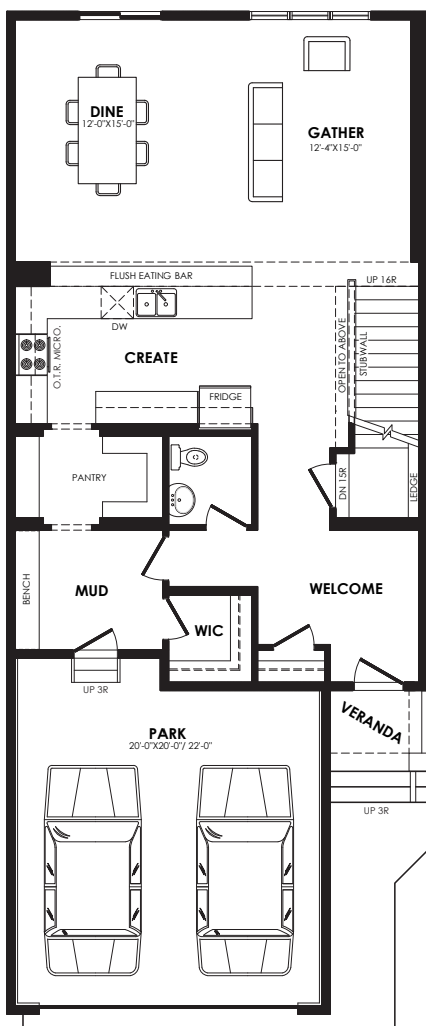 DINE
12'-0"X15'-0"
GATHER
12'-4"X15'-0"
FLUSH EATING BAR
UP 16R
DW
O.T.R. MICRO.
CREATE
OPEN TO ABOVE
STUBWALL
FRIDGE
PANTRY
DN 15R
LEDGE
BENCH
MUD
WIC
WELCOME
UP 3R
VERANDA
PARK
20'-0"X20'-0"/ 22'-0"
UP 3R